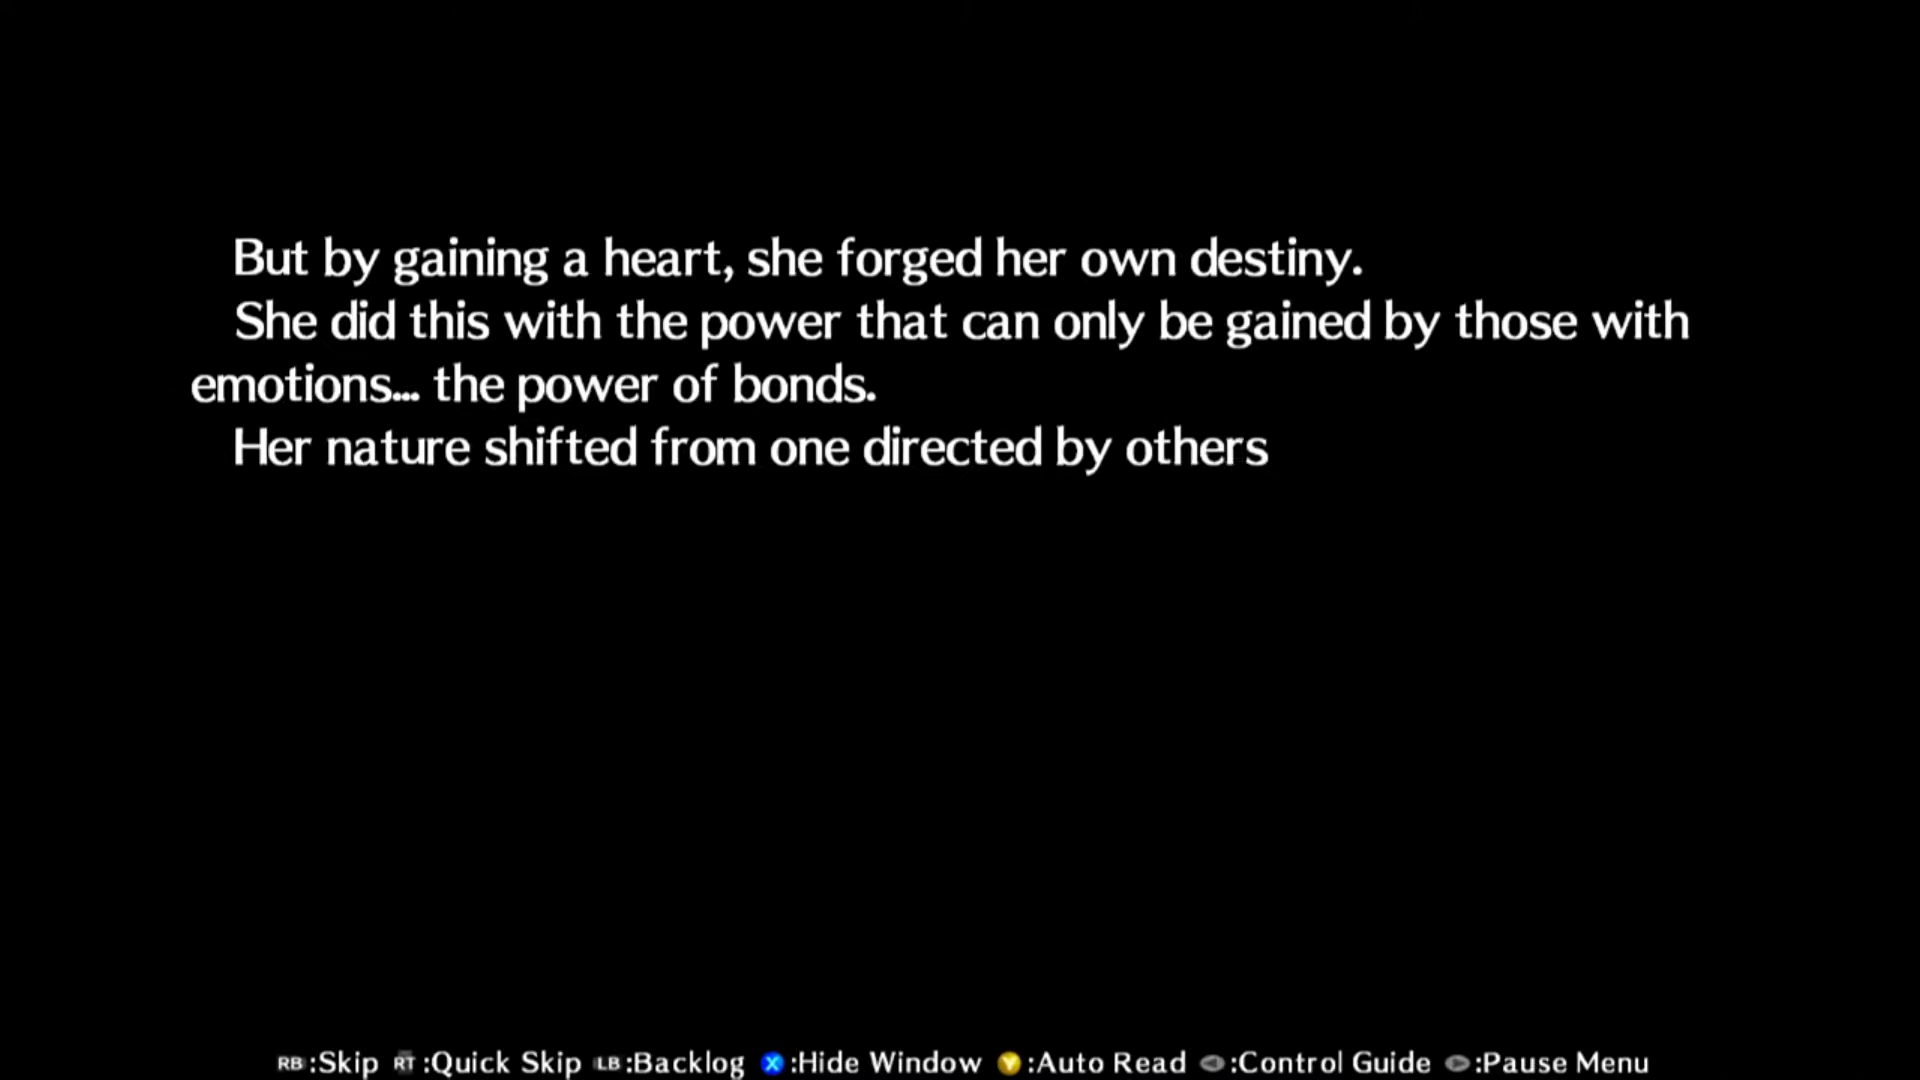 But by gaining a heart, she forged her own destiny.
She did this with the power that can only be gained by those with
emotions... the power of bonds.
Her nature shifted from one directed by others
RB:Skip RT:Quick Skip LB:Backlog X:Hide Window Y:Auto Read :Control Guide :Pause Menu